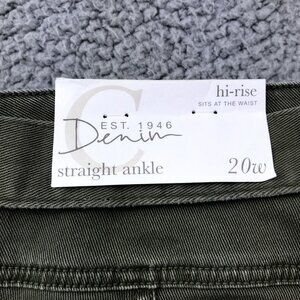 hi-rise
SITS AT THE WAIST
C
EST. 1946
Denim
straight ankle
20w